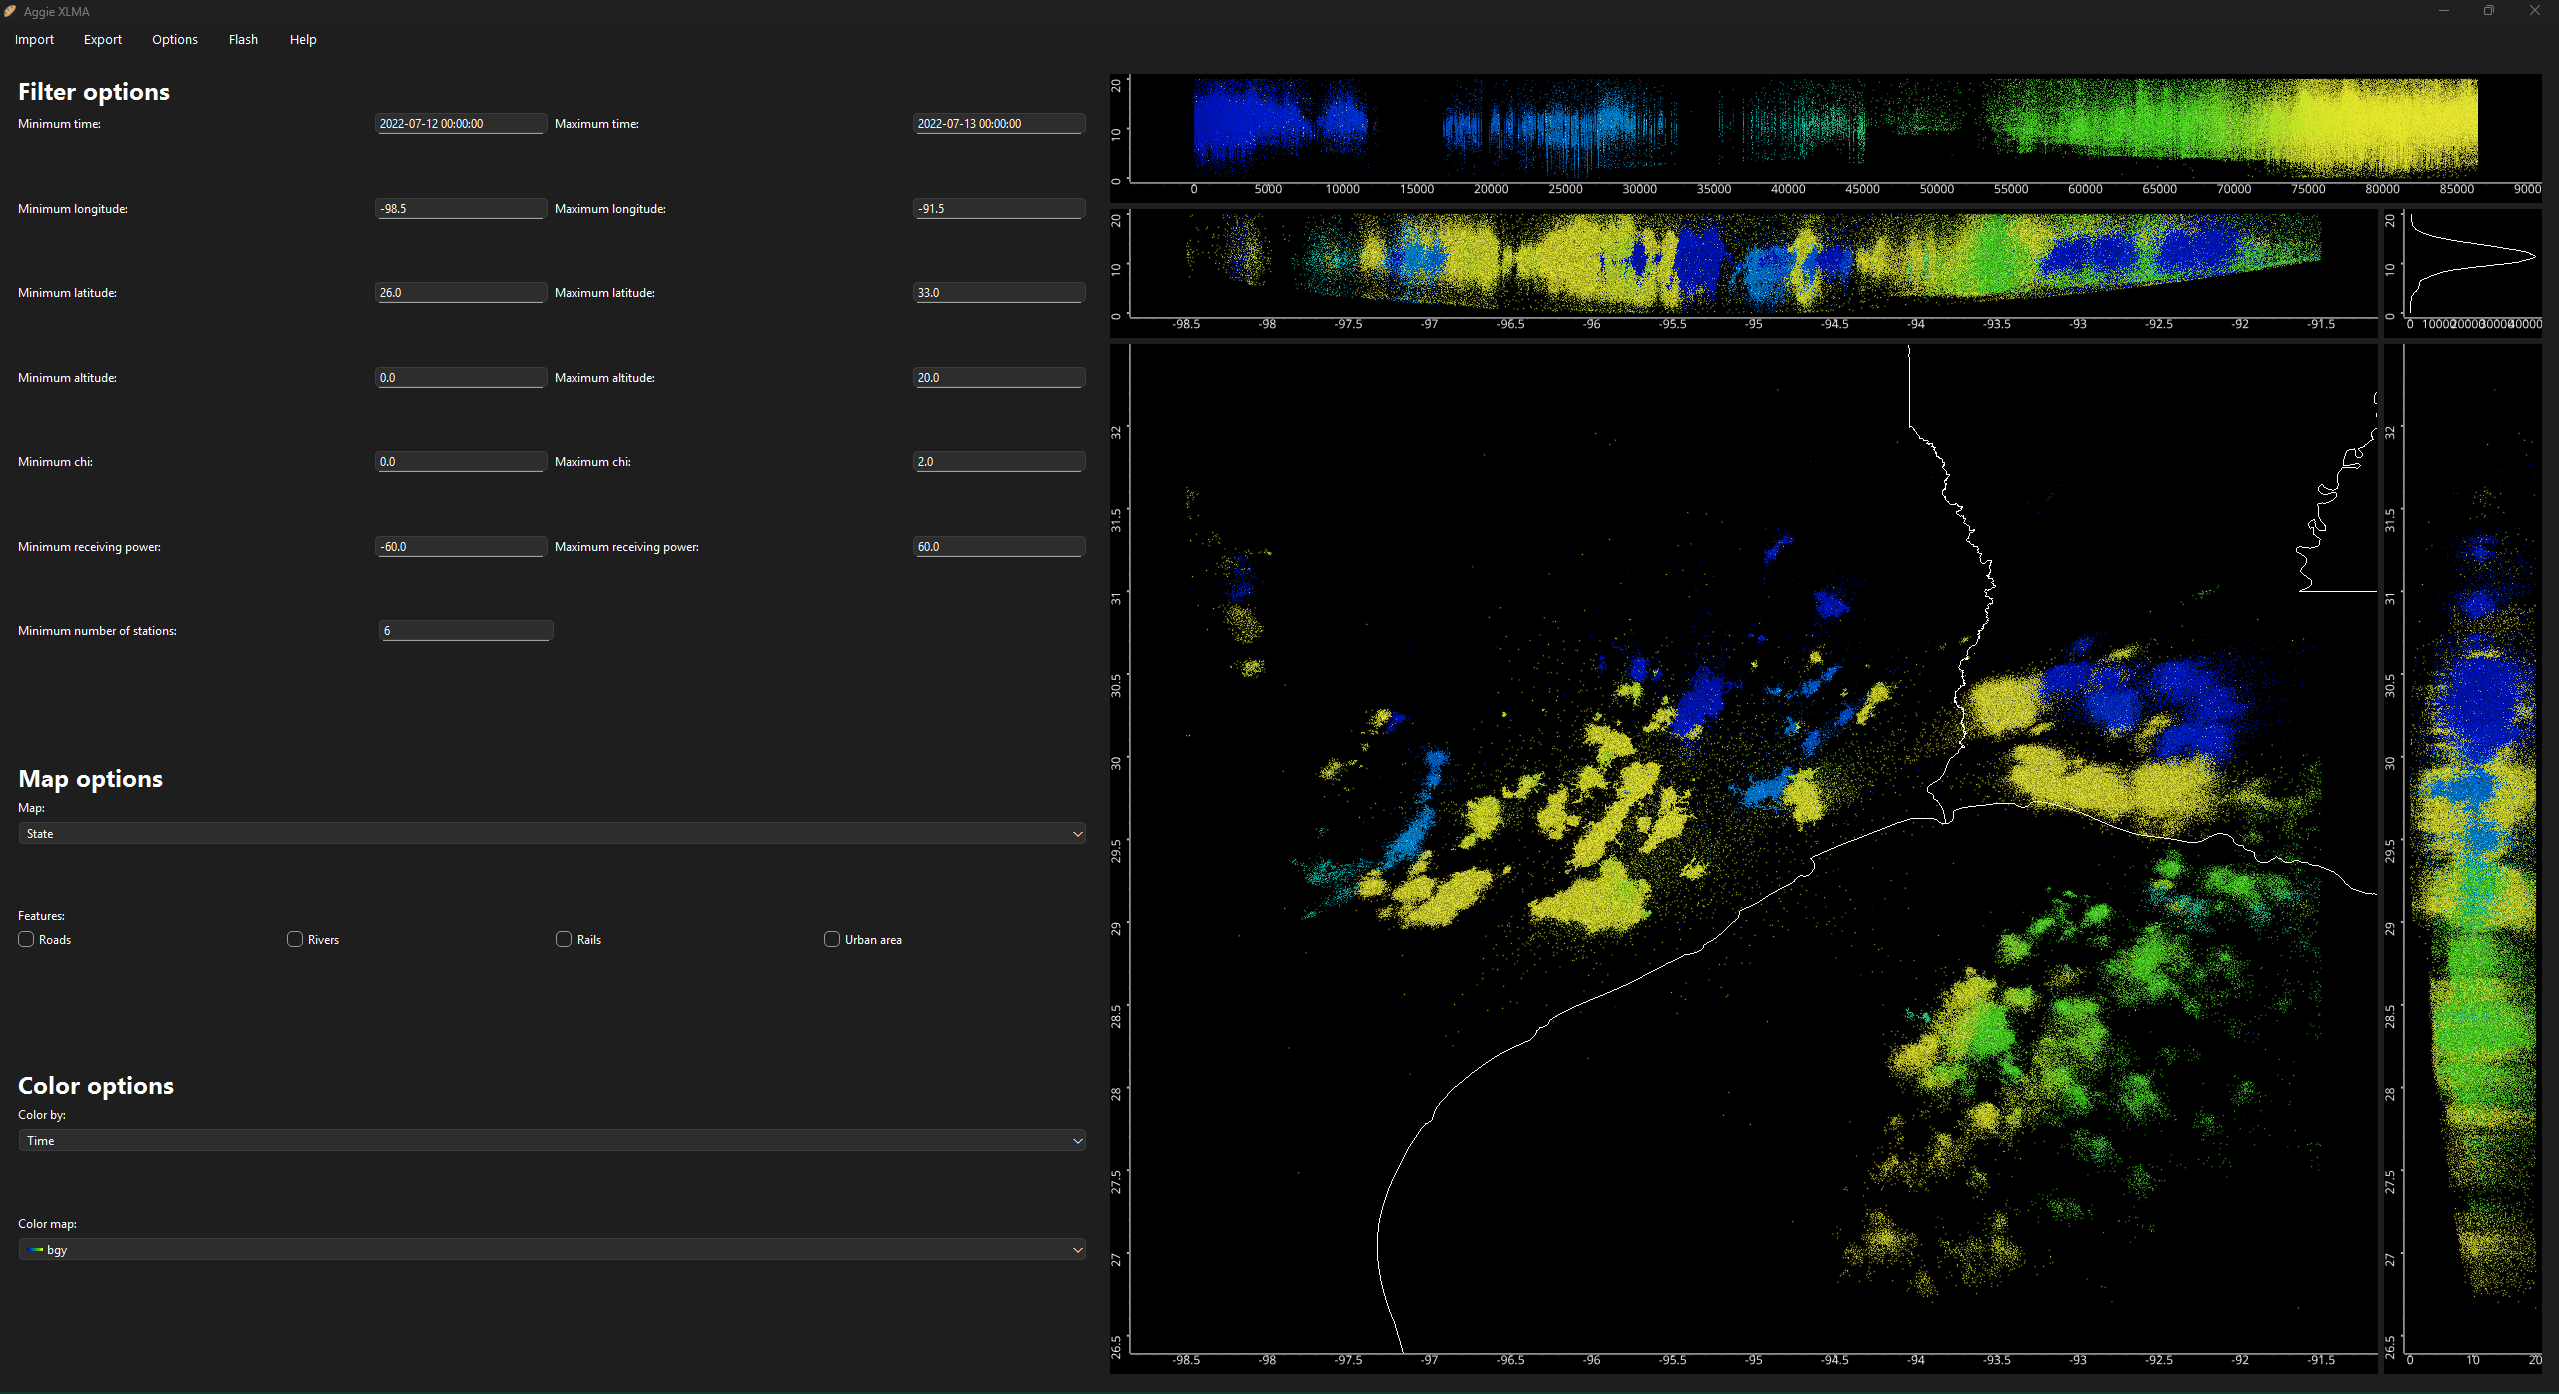 Aggie XLMA
Import Export Options Flash Help
Filter options
Minimum time: 2022-07-12 00:00:00 Maximum time: 2022-07-13 00:00:00
Minimum longitude: -98.5 Maximum longitude: -91.5
Minimum latitude: 26.0 Maximum latitude: 33.0
Minimum altitude: 0.0 Maximum altitude: 20.0
Minimum chi: 0.0 Maximum chi: 2.0
Minimum receiving power: -60.0 Maximum receiving power: 60.0
Minimum number of stations: 6
Map options
Map:
State
Features:
Roads Rivers Rails Urban area
Color options
Color by:
Time
Color map:
bgy
20
10
0
0 5000 10000 15000 20000 25000 30000 35000 40000 45000 50000 55000 60000 65000 70000 75000 80000 85000 9000
20
10
0
-98.5 -98 -97.5 -97 -96.5 -96 -95.5 -95 -94.5 -94 -93.5 -93 -92.5 -92 -91.5
20
10
0
0 10000 20000 30000 40000
32
31.5
31
30.5
30
29.5
29
28.5
28
27.5
27
26.5
-98.5 -98 -97.5 -97 -96.5 -96 -95.5 -95 -94.5 -94 -93.5 -93 -92.5 -92 -91.5
32
31.5
31
30.5
30
29.5
29
28.5
28
27.5
27
26.5
0 10 20